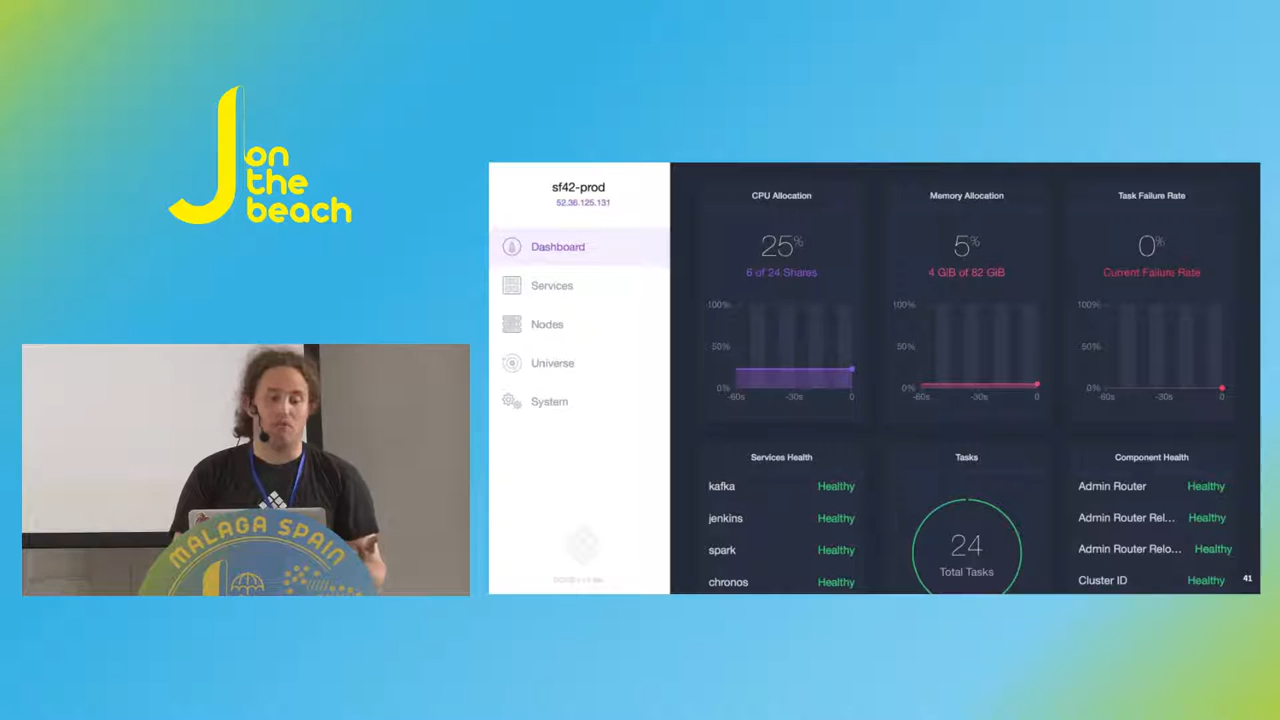 J on
the
beach
MALAGA SPAIN
sf42-prod
52.36.125.131
Dashboard
Services
Nodes
Universe
System
CPU Allocation
25%
6 of 24 Shares
100%
50%
0%
-60s
-30s
0
Memory Allocation
5%
4 GiB of 82 GiB
100%
50%
0%
-60s
-30s
0
Task Failure Rate
0%
Current Failure Rate
100%
50%
0%
-60s
-30s
0
Services Health
kafka Healthy
jenkins Healthy
spark Healthy
chronos Healthy
Tasks
24
Total Tasks
Component Health
Admin Router Healthy
Admin Router Rel... Healthy
Admin Router Relo... Healthy
Cluster ID Healthy
41